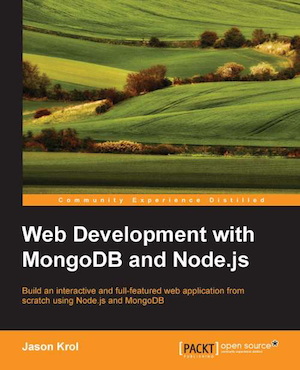 Community Experience Distilled
Web Development with
MongoDB and Node.js
Build an interactive and full-featured web application from
scratch using Node.js and MongoDB
Jason Krol
[PACKT] open source*
PUBLISHING